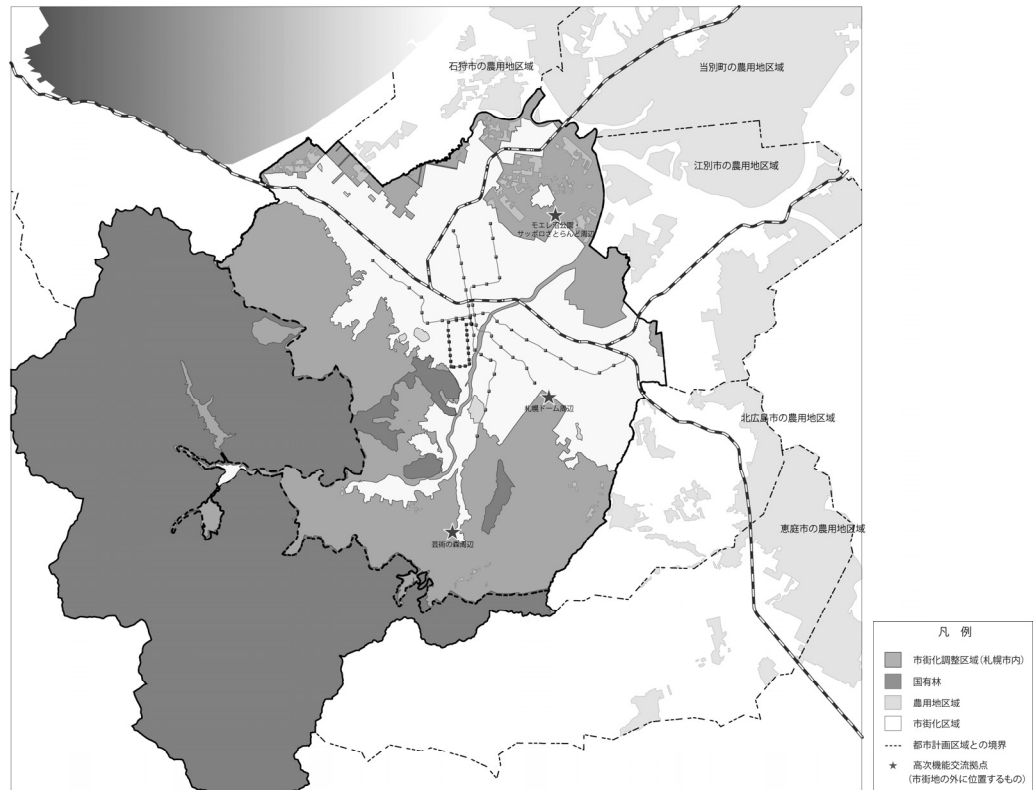 石狩市の農用地区域
当別町の農用地区域
江別市の農用地区域
モエレ沼公園・
サッポロさとらんど周辺
札幌ドーム周辺
北広島市の農用地区域
恵庭市の農用地区域
芸術の森周辺
凡 例
市街化調整区域(札幌市内)
国有林
農用地区域
市街化区域
都市計画区域との境界
高次機能交流拠点
(市街地の外に位置するもの)